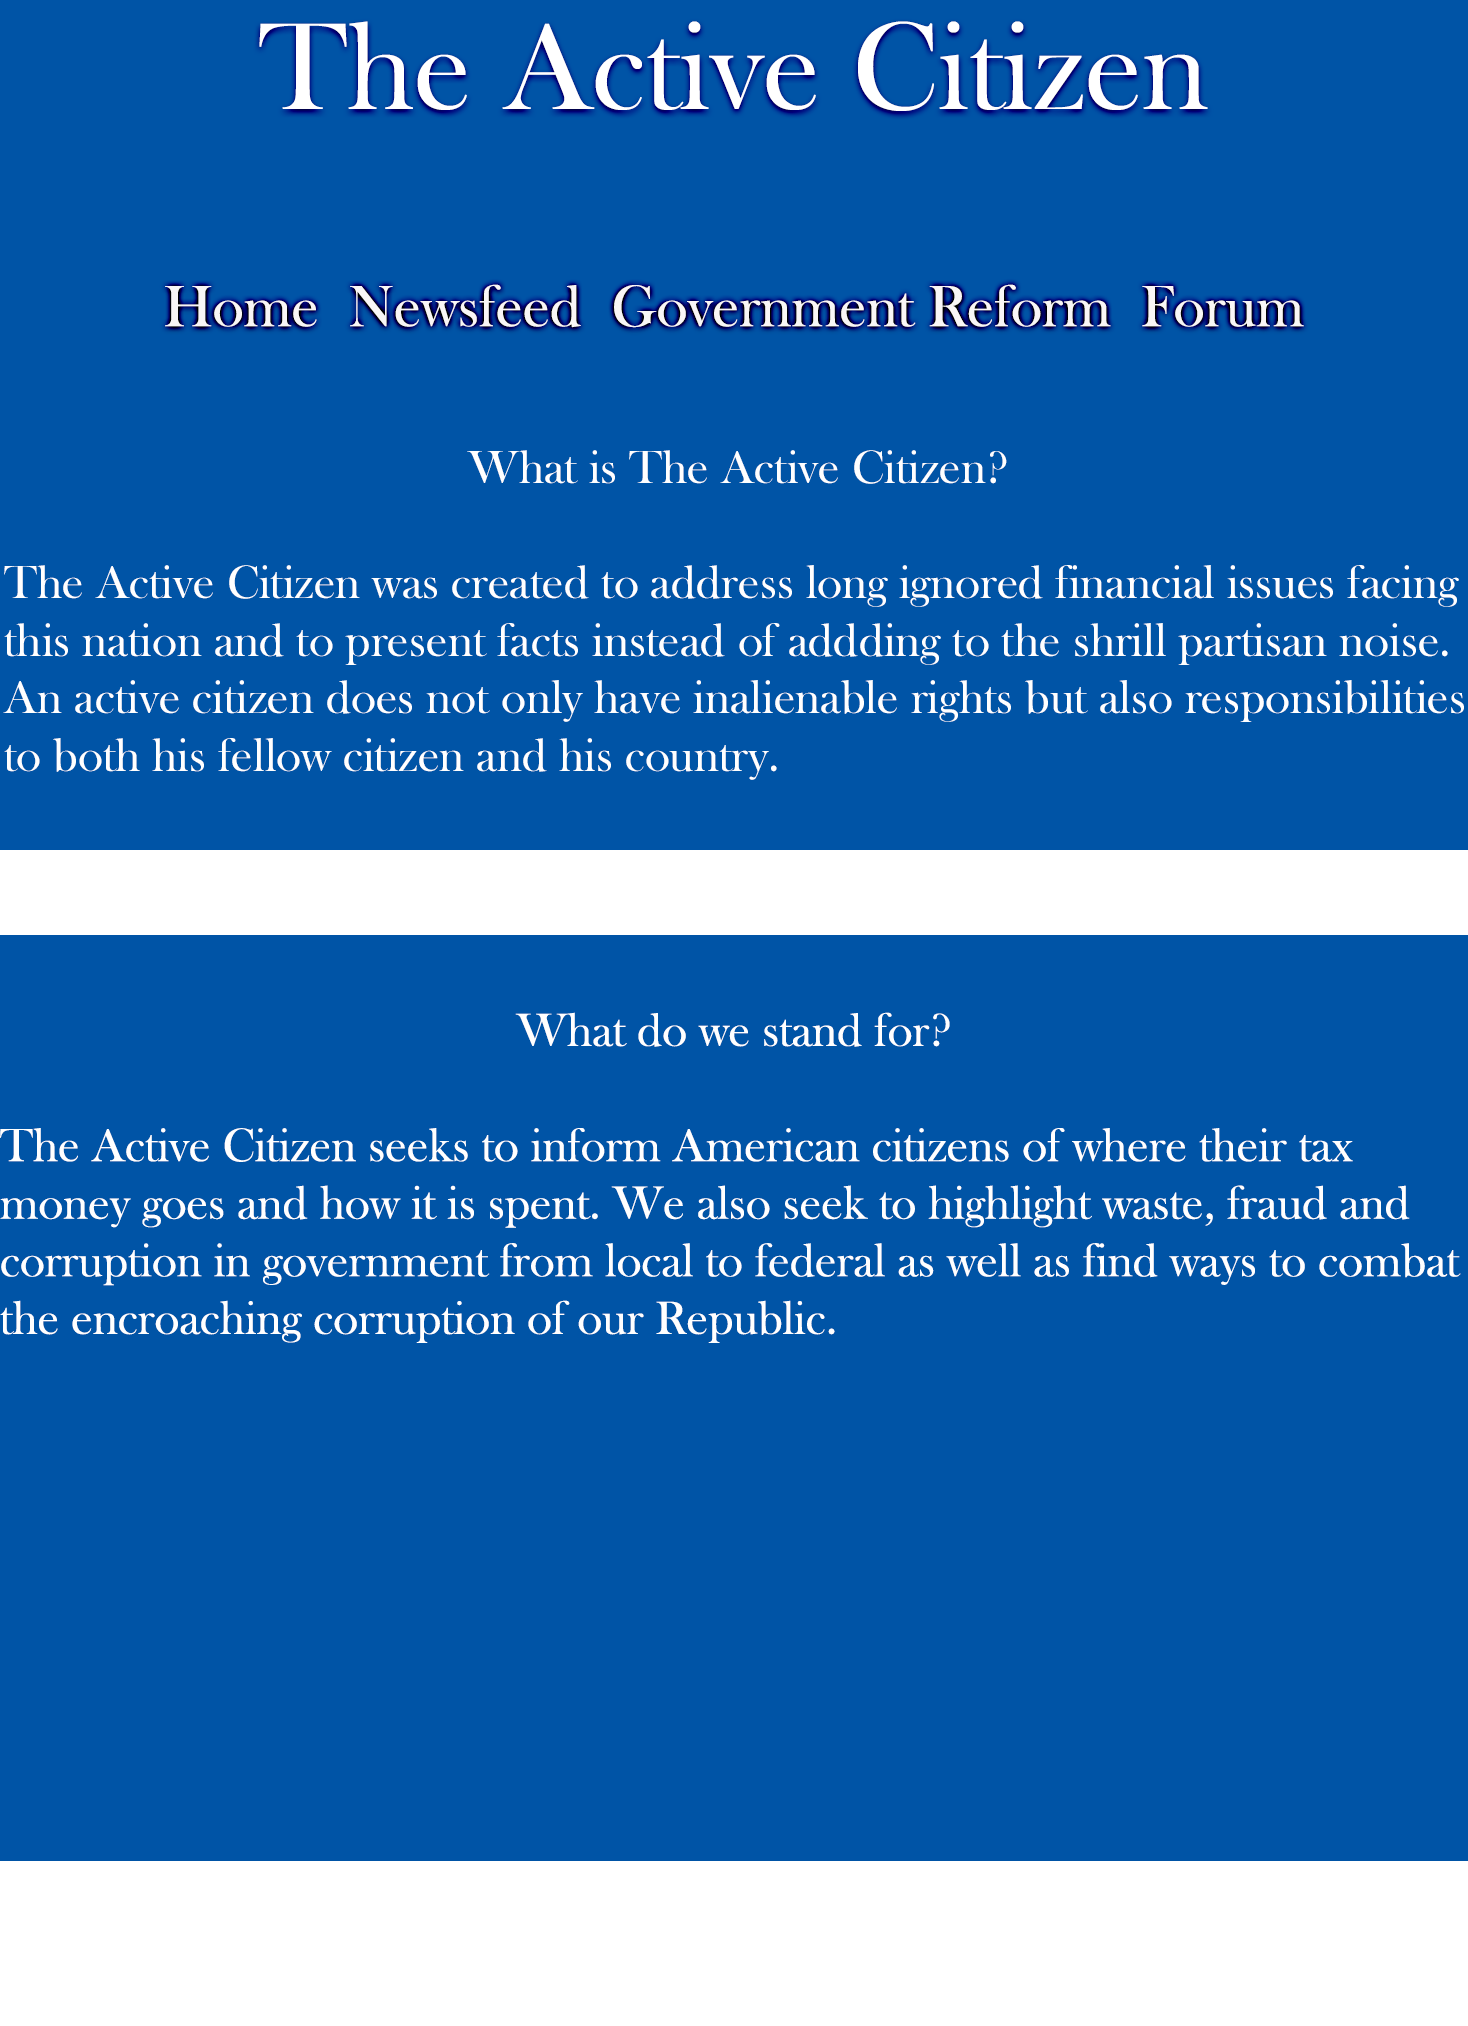 The Active Citizen
Home Newsfeed Government Reform Forum
What is The Active Citizen?
The Active Citizen was created to address long ignored financial issues facing
this nation and to present facts instead of addding to the shrill partisan noise.
An active citizen does not only have inalienable rights but also responsibilities
to both his fellow citizen and his country.
What do we stand for?
The Active Citizen seeks to inform American citizens of where their tax
money goes and how it is spent. We also seek to highlight waste, fraud and
corruption in government from local to federal as well as find ways to combat
the encroaching corruption of our Republic.